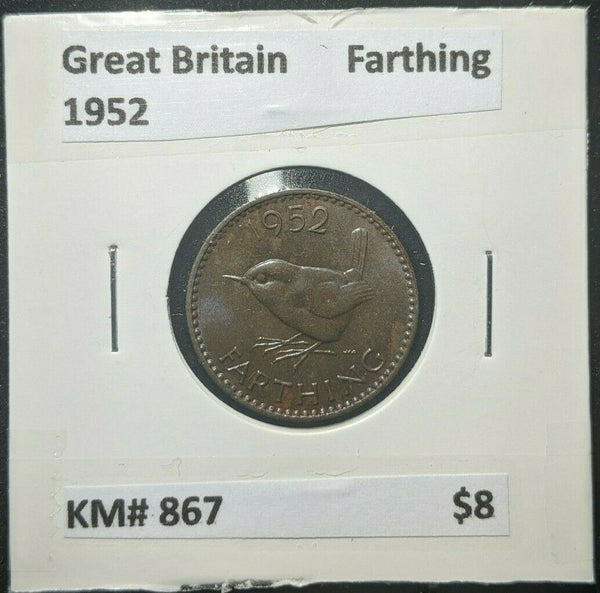 Great Britain Farthing
1952
1952
FARTHING
KM# 867 $8